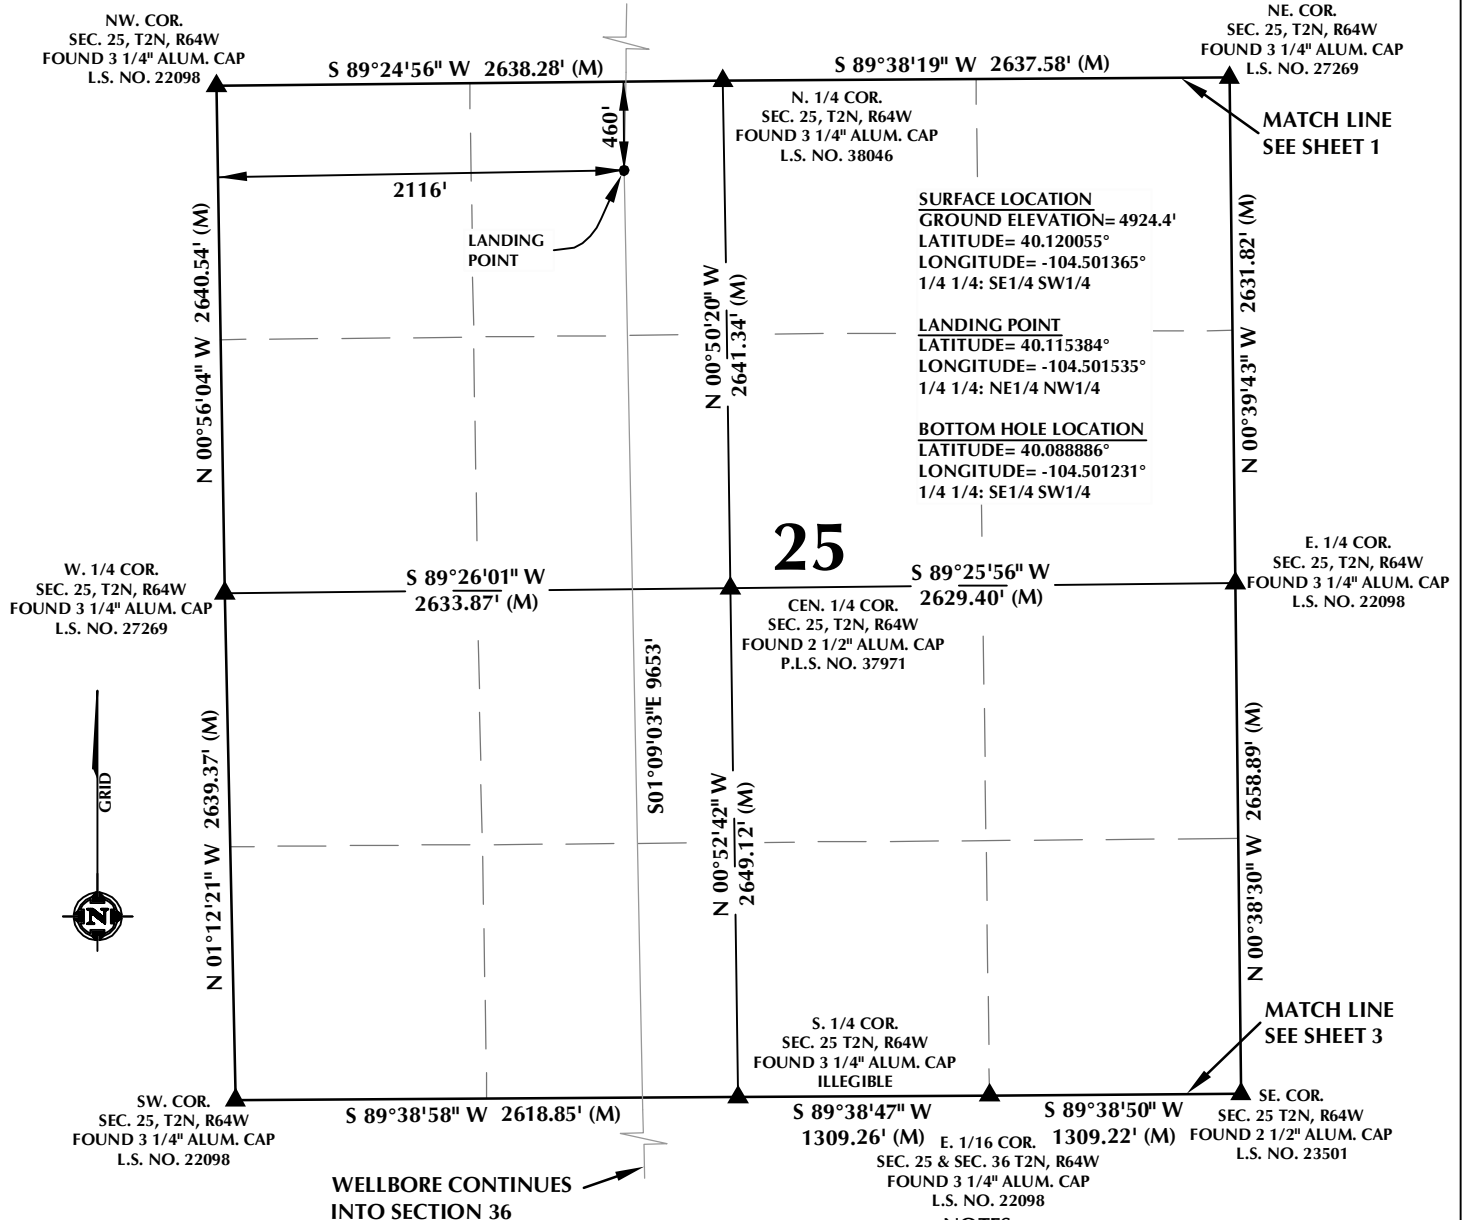 NW. COR.
SEC. 25, T2N, R64W
FOUND 3 1/4" ALUM. CAP
L.S. NO. 22098
S 89°24'56" W 2638.28' (M)
S 89°38'19" W 2637.58' (M)
NE. COR.
SEC. 25, T2N, R64W
FOUND 3 1/4" ALUM. CAP
L.S. NO. 27269
N. 1/4 COR.
SEC. 25, T2N, R64W
FOUND 3 1/4" ALUM. CAP
L.S. NO. 38046
MATCH LINE
SEE SHEET 1
460'
2116'
LANDING
POINT
N 00°56'04" W 2640.54' (M)
N 00°50'20" W
2641.34' (M)
SURFACE LOCATION
GROUND ELEVATION= 4924.4'
LATITUDE= 40.120055°
LONGITUDE= -104.501365°
1/4 1/4: SE1/4 SW1/4
LANDING POINT
LATITUDE= 40.115384°
LONGITUDE= -104.501535°
1/4 1/4: NE1/4 NW1/4
BOTTOM HOLE LOCATION
LATITUDE= 40.088886°
LONGITUDE= -104.501231°
1/4 1/4: SE1/4 SW1/4
N 00°39'43" W 2631.82' (M)
25
W. 1/4 COR.
SEC. 25, T2N, R64W
FOUND 3 1/4" ALUM. CAP
L.S. NO. 27269
S 89°26'01" W
2633.87' (M)
CEN. 1/4 COR.
SEC. 25, T2N, R64W
FOUND 2 1/2" ALUM. CAP
P.L.S. NO. 37971
S 89°25'56" W
2629.40' (M)
E. 1/4 COR.
SEC. 25, T2N, R64W
FOUND 3 1/4" ALUM. CAP
L.S. NO. 22098
GRID
N
N 01°12'21" W 2639.37' (M)
S01°09'03"E 9653'
N 00°52'42" W
2649.12' (M)
N 00°38'30" W 2658.89' (M)
S. 1/4 COR.
SEC. 25 T2N, R64W
FOUND 3 1/4" ALUM. CAP
ILLEGIBLE
MATCH LINE
SEE SHEET 3
SW. COR.
SEC. 25, T2N, R64W
FOUND 3 1/4" ALUM. CAP
L.S. NO. 22098
S 89°38'58" W 2618.85' (M)
S 89°38'47" W
1309.26' (M)
E. 1/16 COR.
SEC. 25 & SEC. 36 T2N, R64W
FOUND 3 1/4" ALUM. CAP
L.S. NO. 22098
S 89°38'50" W
1309.22' (M)
SE. COR.
SEC. 25 T2N, R64W
FOUND 2 1/2" ALUM. CAP
L.S. NO. 23501
WELLBORE CONTINUES
INTO SECTION 36